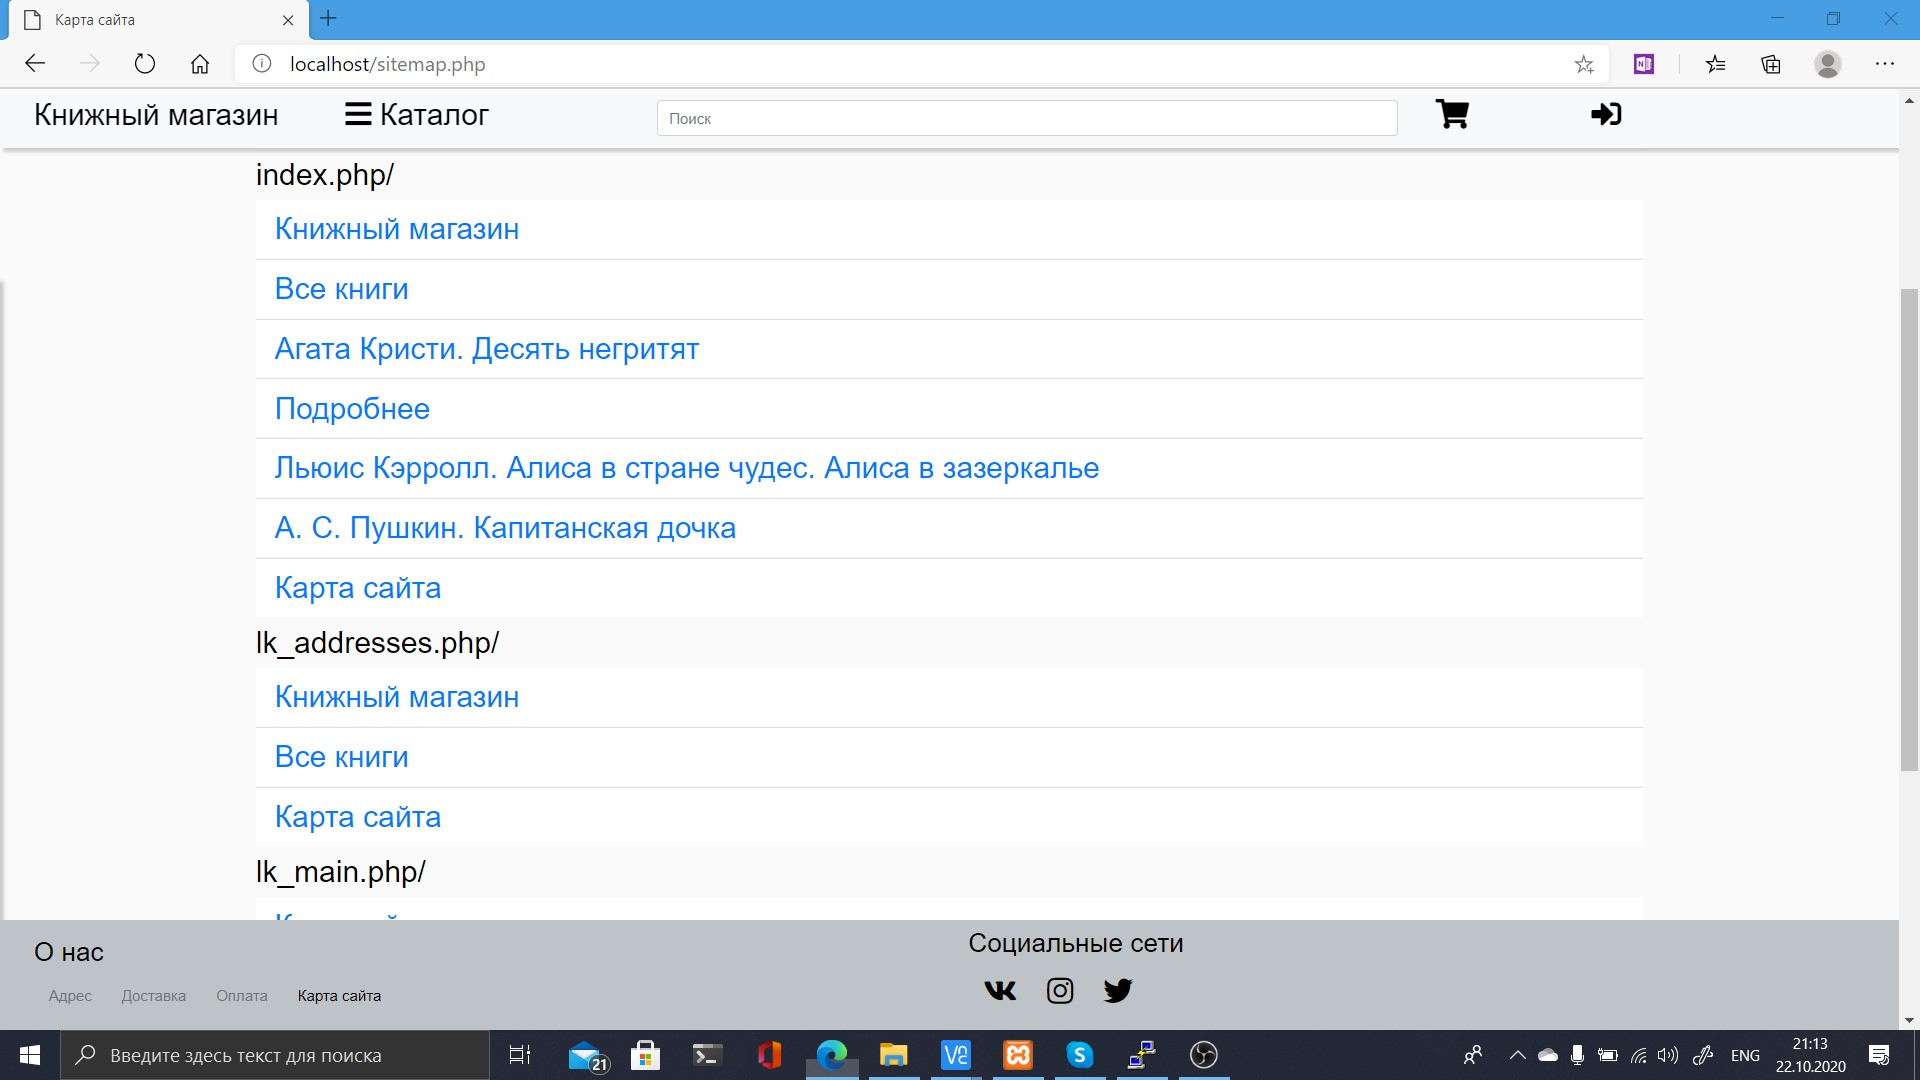 Карта сайта
localhost/sitemap.php
Книжный магазин
Каталог
Поиск
index.php/
Книжный магазин
Все книги
Агата Кристи. Десять негритят
Подробнее
Льюис Кэрролл. Алиса в стране чудес. Алиса в зазеркалье
А. С. Пушкин. Капитанская дочка
Карта сайта
lk_addresses.php/
Книжный магазин
Все книги
Карта сайта
lk_main.php/
О нас
Социальные сети
Адрес
Доставка
Оплата
Карта сайта
Введите здесь текст для поиска
21
ENG
21:13
22.10.2020